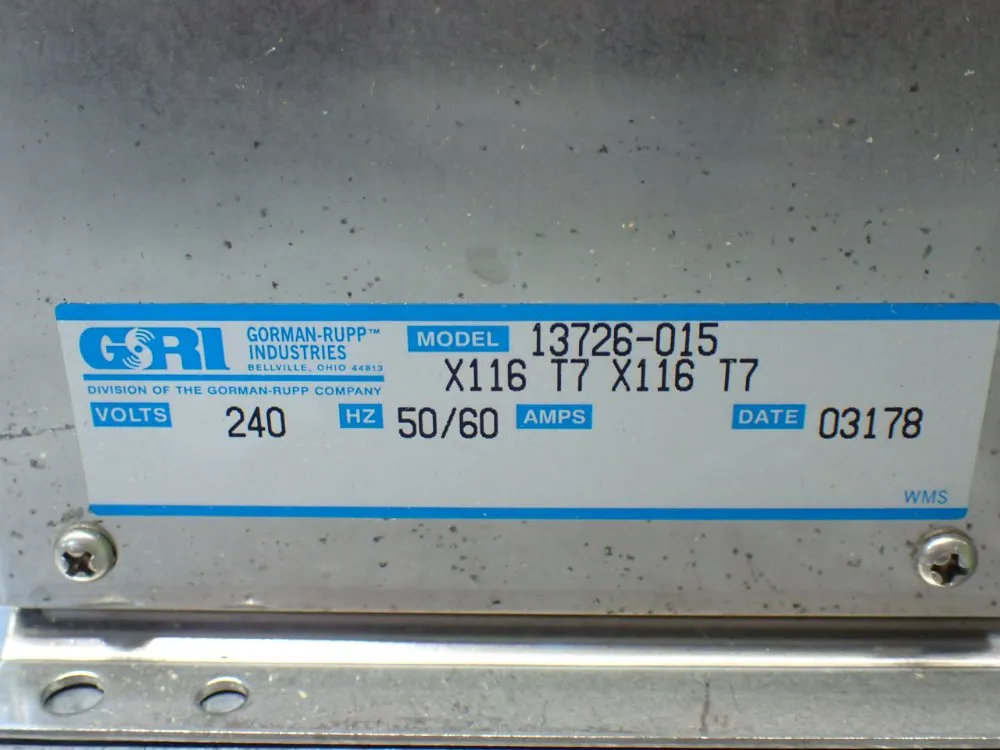 GRI GORMAN-RUPP™ INDUSTRIES
BELLVILLE, OHIO 44813
DIVISION OF THE GORMAN-RUPP COMPANY
MODEL 13726-015
X116 T7 X116 T7
VOLTS 240 HZ 50/60 AMPS DATE 03178
WMS